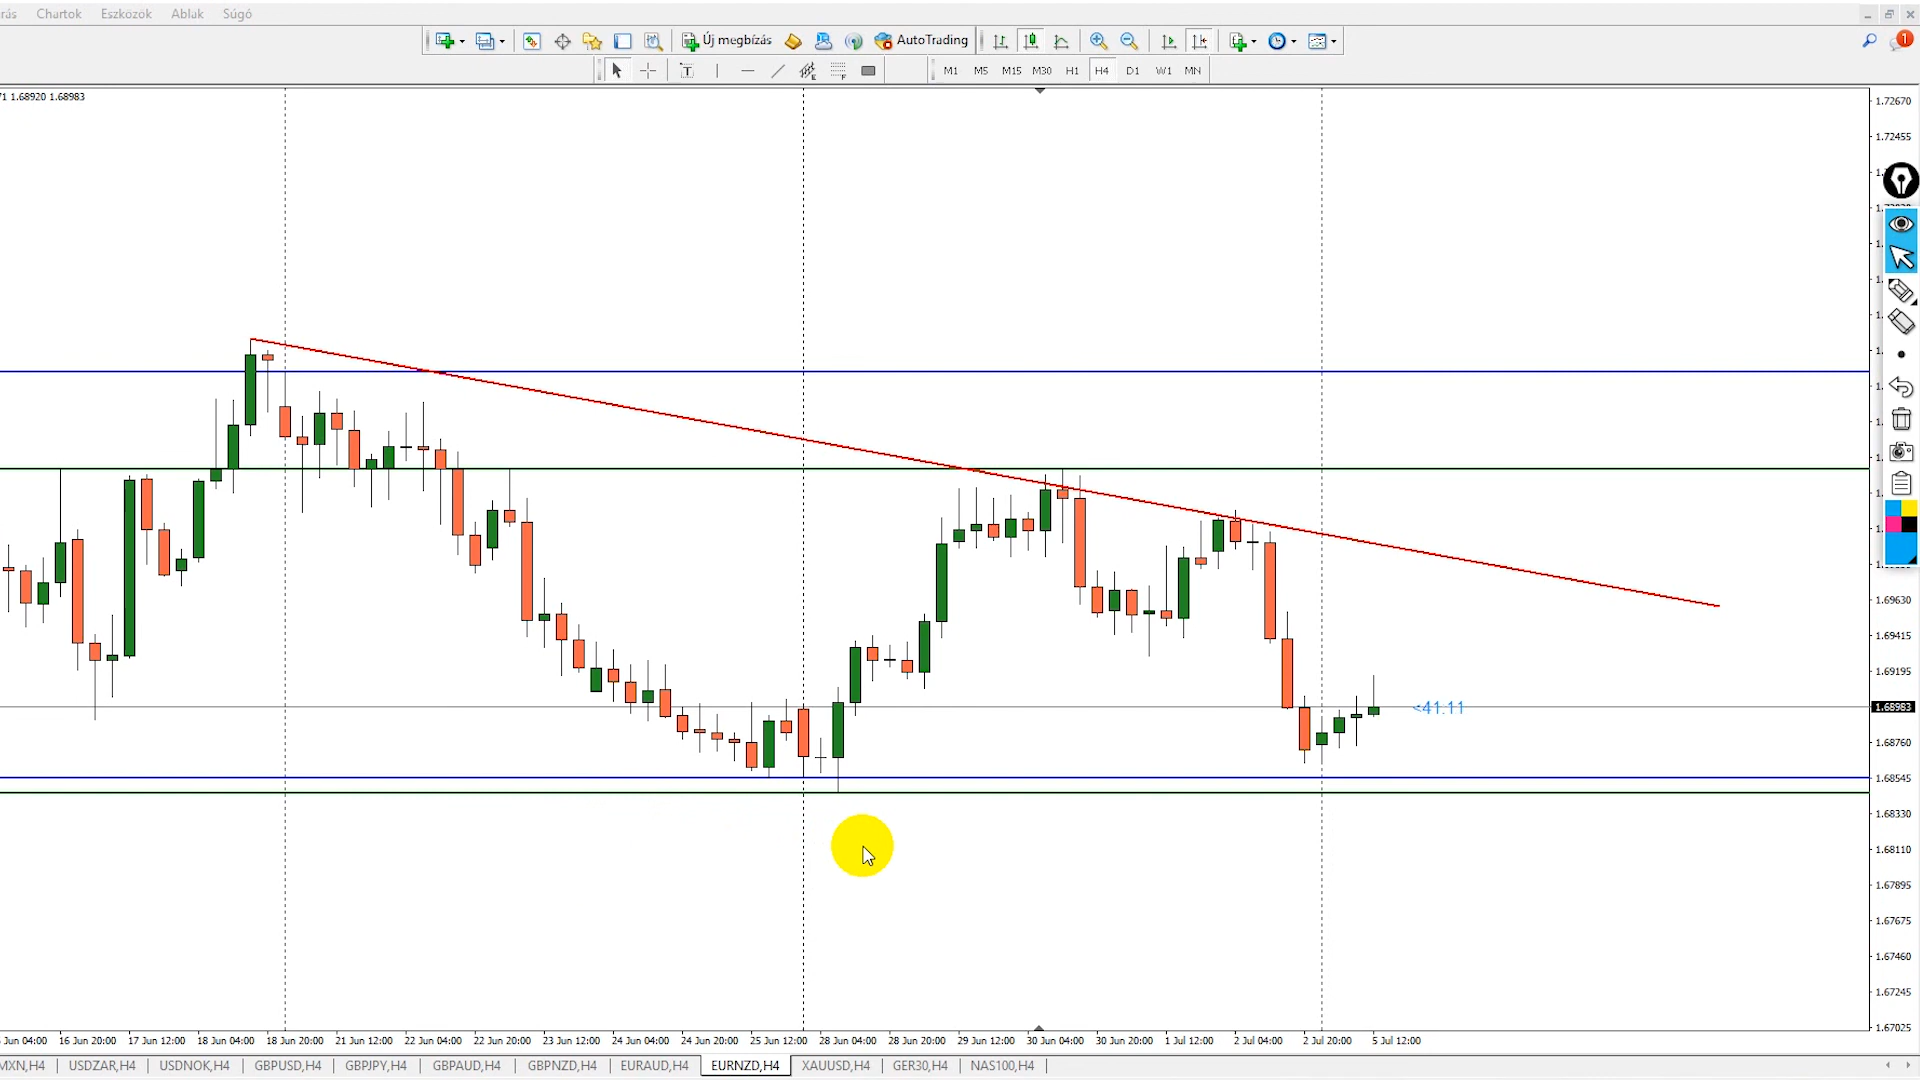 rás Chartok Eszközök Ablak Súgó
Új megbízás AutoTrading
1
M1 M5 M15 M30 H1 H4 D1 W1 MN
71 1.68920 1.68983
1.72670
1.72455
1.69630
1.69415
1.69195
<41.11
1.68983
1.68760
1.68545
1.68330
1.68110
1.67895
1.67675
1.67460
1.67245
1.67025
Jun 04:00 16 Jun 20:00 17 Jun 12:00 18 Jun 04:00 18 Jun 20:00 21 Jun 12:00 22 Jun 04:00 22 Jun 20:00 23 Jun 12:00 24 Jun 04:00 24 Jun 20:00 25 Jun 12:00 28 Jun 04:00 28 Jun 20:00 29 Jun 12:00 30 Jun 04:00 30 Jun 20:00 1 Jul 12:00 2 Jul 04:00 2 Jul 20:00 5 Jul 12:00
MXN,H4 USDZAR,H4 USDNOK,H4 GBPUSD,H4 GBPJPY,H4 GBPAUD,H4 GBPNZD,H4 EURAUD,H4 EURNZD,H4 XAUUSD,H4 GER30,H4 NAS100,H4